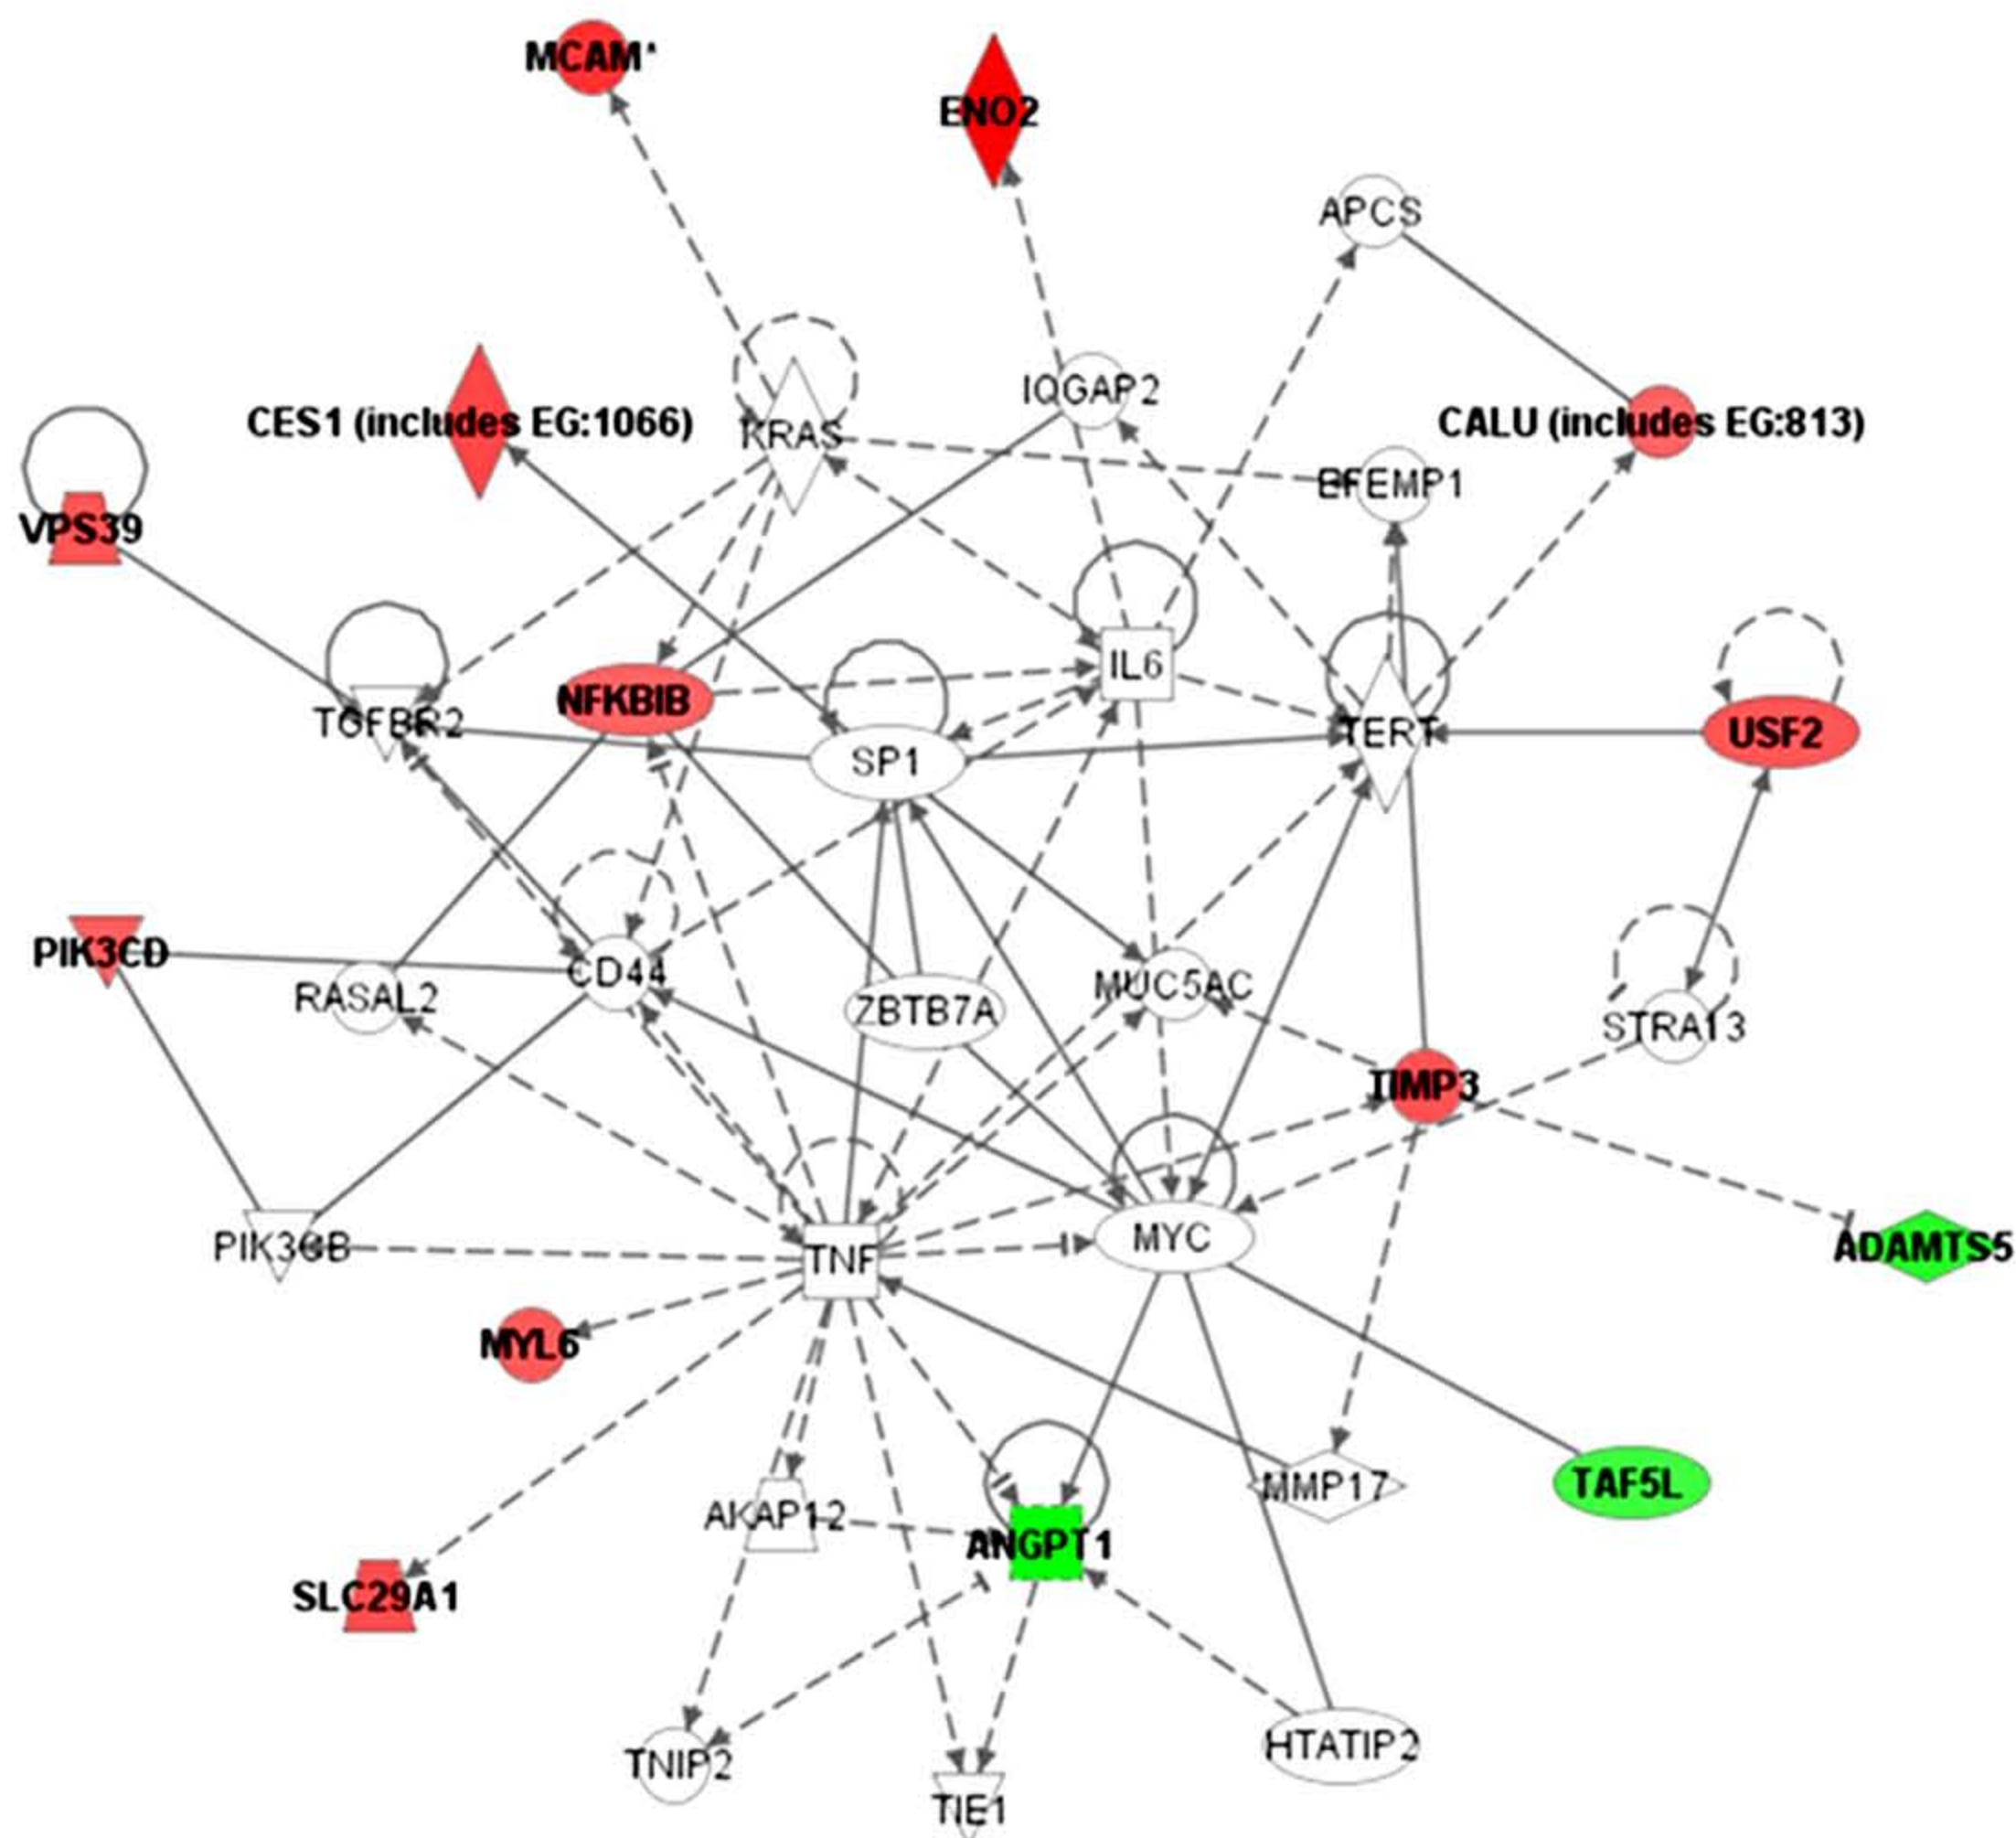 MCAM*
ENO2
APCS
IQGAP2
CES1 (includes EG:1066)
KRAS
CALU (includes EG:813)
EFEMP1
VPS39
IL6
NFKBIB
TGFBR2
SP1
TERT
USF2
PIK3CD
CD44
RASAL2
MUC5AC
ZBTB7A
STRA13
TIMP3
MYC
PIK3CB
TNF
ADAMTS5
MYL6
TAF5L
MMP17
AKAP12
ANGPT1
SLC29A1
HTATIP2
TNIP2
TIE1